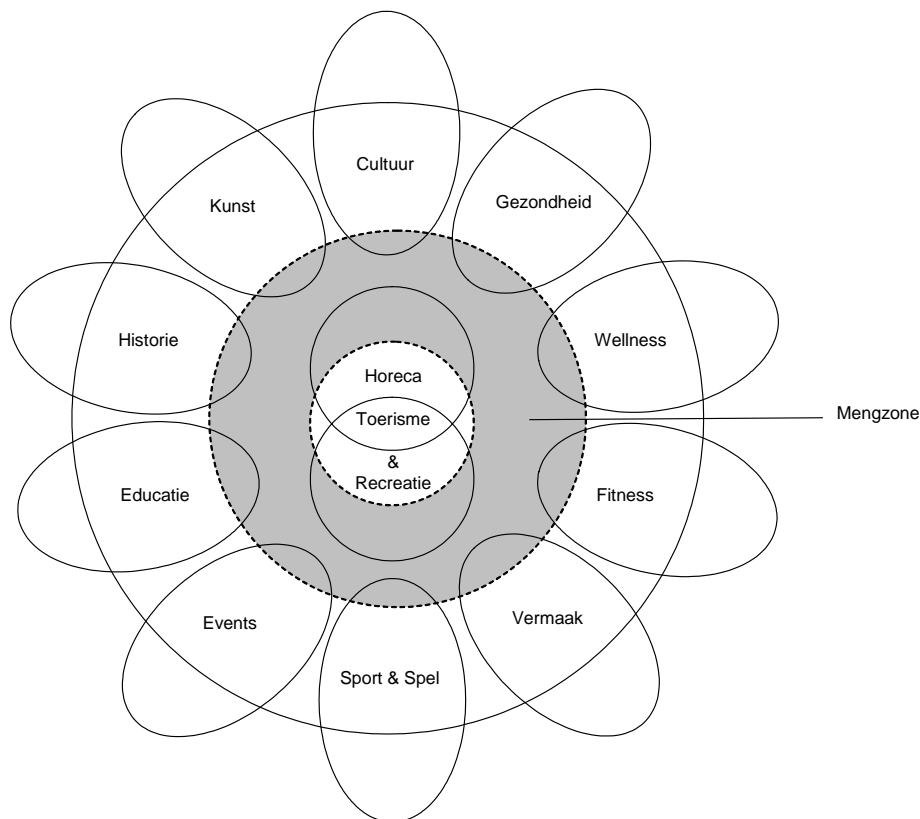 Cultuur
Kunst
Gezondheid
Historie
Wellness
Horeca
Toerisme
&
Recreatie
Mengzone
Educatie
Fitness
Events
Vermaak
Sport & Spel